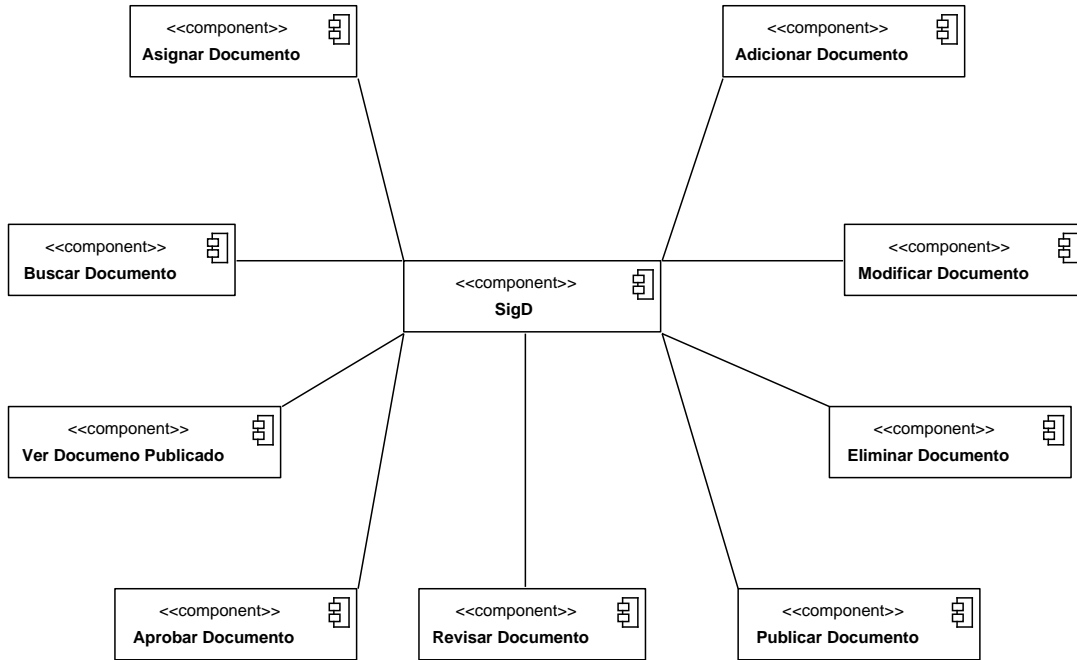 <<component>>
Asignar Documento
<<component>>
Adicionar Documento
<<component>>
Buscar Documento
<<component>>
Modificar Documento
<<component>>
SigD
<<component>>
Ver Documeno Publicado
<<component>>
Eliminar Documento
<<component>>
Aprobar Documento
<<component>>
Revisar Documento
<<component>>
Publicar Documento